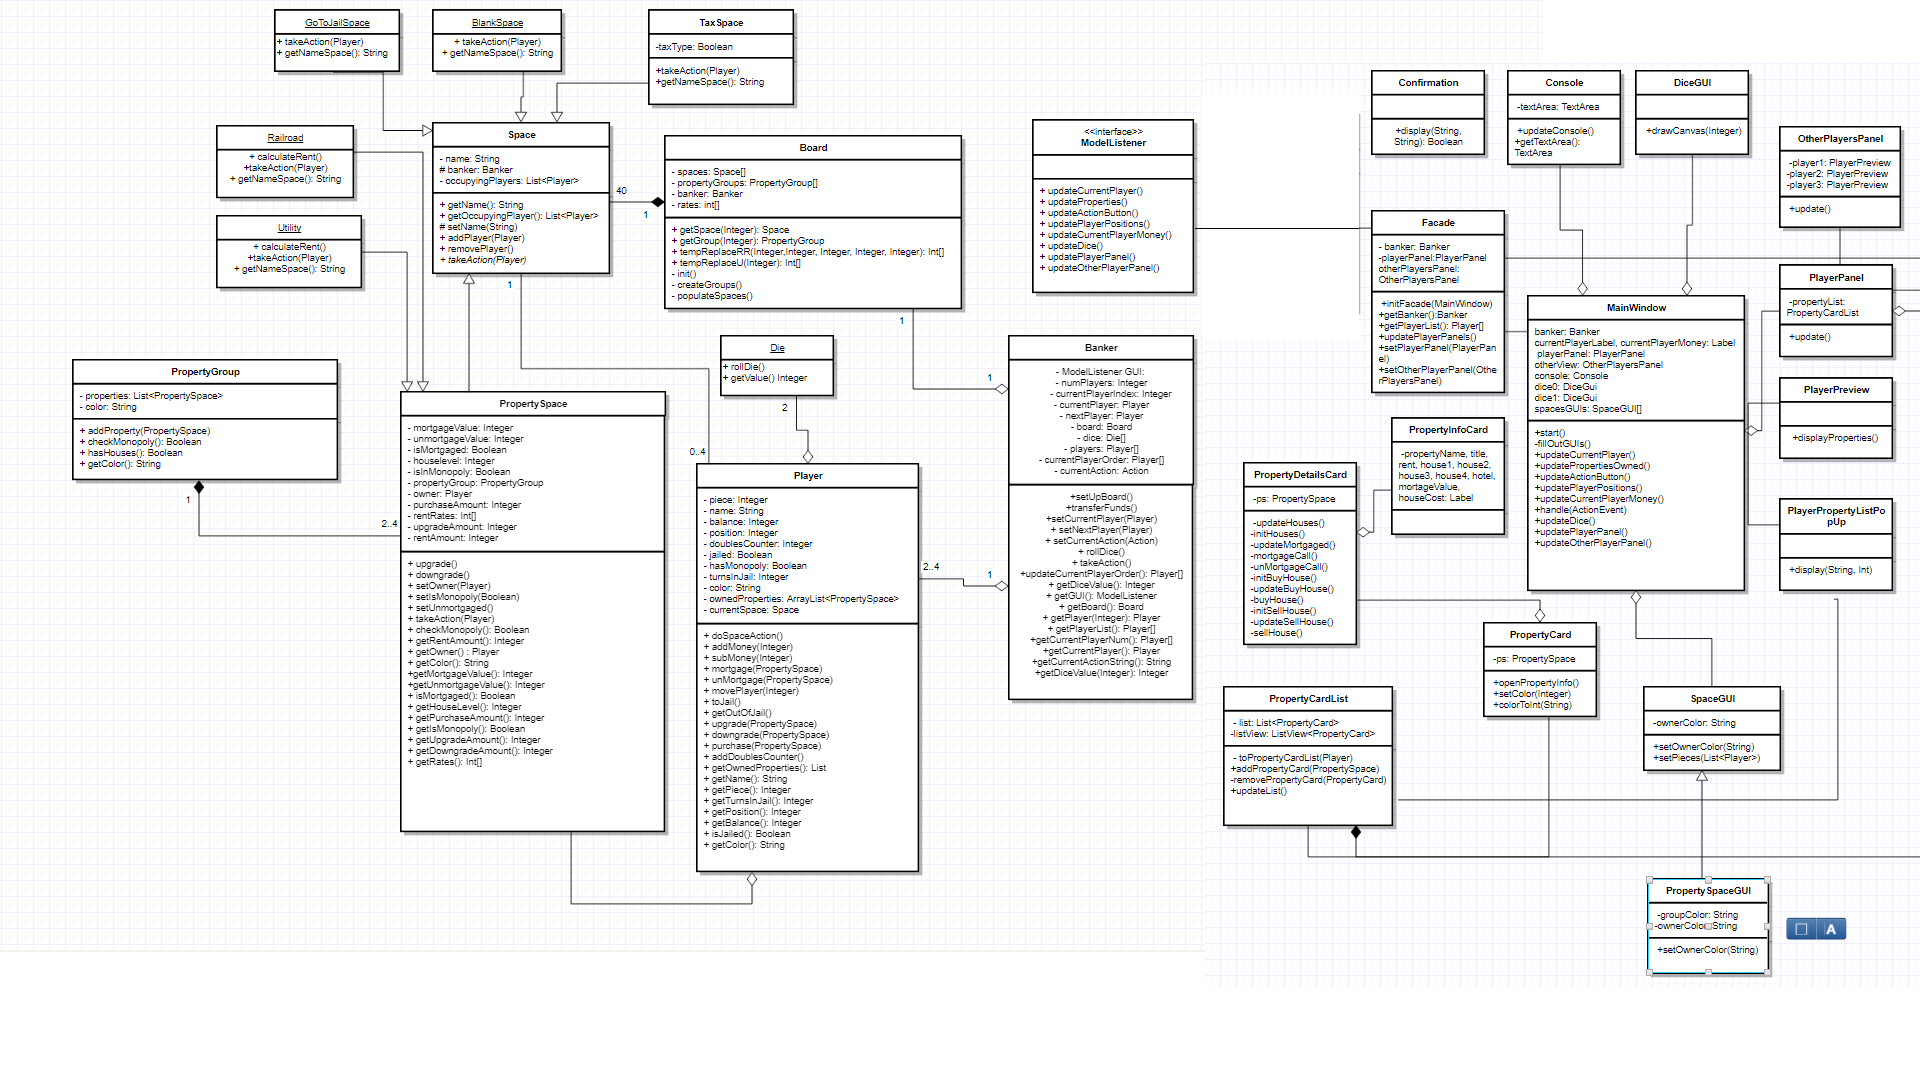 GoToJailSpace
+ takeAction(Player)
+ getNameSpace(): String
BlankSpace
+ takeAction(Player)
+ getNameSpace(): String
TaxSpace
-taxType: Boolean
+takeAction(Player)
+getNameSpace(): String
Railroad
+ calculateRent()
+takeAction(Player)
+ getNameSpace(): String
Utility
+ calculateRent()
+takeAction(Player)
+ getNameSpace(): String
Space
- name: String
# banker: Banker
- occupyingPlayers: List<Player>
+ getName(): String
+ getOccupyingPlayer(): List<Player>
# setName(String)
+ addPlayer(Player)
+ removePlayer()
+ takeAction(Player)
40
1
1
Board
- spaces: Space[]
- propertyGroups: PropertyGroup[]
- banker: Banker
- rates: int[]
+ getSpace(Integer): Space
+ getGroup(Integer): PropertyGroup
+ tempReplaceRR(Integer,Integer, Integer, Integer, Integer): Int[]
+ tempReplaceU(Integer): Int[]
- init()
- createGroups()
- populateSpaces()
1
1
<<interface>>
ModelListener
+ updateCurrentPlayer()
+ updateProperties()
+ updateActionButton()
+ updatePlayerPositions()
+ updateCurrentPlayerMoney()
+ updateDice()
+ updatePlayerPanel()
+ updateOtherPlayerPanel()
PropertyGroup
- properties: List<PropertySpace>
- color: String
+ addProperty(PropertySpace)
+ checkMonopoly(): Boolean
+ hasHouses(): Boolean
+ getColor(): String
1
2..4
PropertySpace
- mortgageValue: Integer
- unmortgageValue: Integer
- isMortgaged: Boolean
- houselevel: Integer
- isInMonopoly: Boolean
- propertyGroup: PropertyGroup
- owner: Player
- purchaseAmount: Integer
- rentRates: Int[]
- upgradeAmount: Integer
- rentAmount: Integer
+ upgrade()
+ downgrade()
+ setOwner(Player)
+ setIsMonopoly(Boolean)
+ setUnmortgaged()
+ takeAction(Player)
+ checkMonopoly(): Boolean
+ getRentAmount(): Integer
+ getOwner() : Player
+ getColor(): String
+getMortgageValue(): Integer
+getUnmortgageValue(): Integer
+ isMortgaged(): Boolean
+ getHouseLevel(): Integer
+ getPurchaseAmount(): Integer
+ getIsMonopoly(): Boolean
+ getUpgradeAmount(): Integer
+ getDowngradeAmount(): Integer
+ getRates(): Int[]
Die
+ rollDie()
+ getValue() Integer
2
0..4
Player
- piece: Integer
- name: String
- balance: Integer
- position: Integer
- doublesCounter: Integer
- jailed: Boolean
- hasMonopoly: Boolean
- turnsInJail: Integer
- color: String
- ownedProperties: ArrayList<PropertySpace>
- currentSpace: Space
+ doSpaceAction()
+ addMoney(Integer)
+ subMoney(Integer)
+ mortgage(PropertySpace)
+ unMortgage(PropertySpace)
+ movePlayer(Integer)
+ toJail()
+ getOutOfJail()
+ upgrade(PropertySpace)
+ downgrade(PropertySpace)
+ purchase(PropertySpace)
+ addDoublesCounter()
+ getOwnedProperties(): List
+ getName(): String
+ getPiece(): Integer
+ getTurnsInJail(): Integer
+ getPosition(): Integer
+ getBalance(): Integer
+ isJailed(): Boolean
+ getColor(): String
2..4
1
Banker
- ModelListener GUI:
- numPlayers: Integer
- currentPlayerIndex: Integer
- currentPlayer: Player
- nextPlayer: Player
- board: Board
- dice: Die[]
- players: Player[]
- currentPlayerOrder: Player[]
- currentAction: Action
+setUpBoard()
+transferFunds()
+setCurrentPlayer(Player)
+ setNextPlayer(Player)
+ setCurrentAction(Action)
+ rollDice()
+ takeAction()
+updateCurrentPlayerOrder(): Player[]
+ getDiceValue(): Integer
+ getGUI(): ModelListener
+ getBoard(): Board
+ getPlayer(Integer): Player
+ getPlayerList(): Player[]
+getCurrentPlayerNum(): Player[]
+getCurrentPlayer(): Player
+getCurrentActionString(): String
+getDiceValue(Integer): Integer
Confirmation
+display(String,
String): Boolean
Console
-textArea: TextArea
+updateConsole()
+getTextArea():
TextArea
DiceGUI
+drawCanvas(Integer)
OtherPlayersPanel
-player1: PlayerPreview
-player2: PlayerPreview
-player3: PlayerPreview
+update()
Facade
- banker: Banker
-playerPanel:PlayerPanel
otherPlayersPanel:
OtherPlayersPanel
+initFacade(MainWindow)
+getBanker():Banker
+getPlayerList(): Player[]
+updatePlayerPanels()
+setPlayerPanel(PlayerPan
el)
+setOtherPlayerPanel(Othe
rPlayersPanel)
MainWindow
banker: Banker
currentPlayerLabel, currentPlayerMoney: Label
playerPanel: PlayerPanel
otherView: OtherPlayersPanel
console: Console
dice0: DiceGui
dice1: DiceGui
spacesGUIs: SpaceGUI[]
+start()
-fillOutGUIs()
+updateCurrentPlayer()
+updatePropertiesOwned()
+updateActionButton()
+updatePlayerPositions()
+updateCurrentPlayerMoney()
+handle(ActionEvent)
+updateDice()
+updatePlayerPanel()
+updateOtherPlayerPanel()
PlayerPanel
-propertyList:
PropertyCardList
+update()
PlayerPreview
+displayProperties()
PlayerPropertyListPo
pUp
+display(String, Int)
PropertyInfoCard
-propertyName, title,
rent, house1, house2,
house3, house4, hotel,
mortageValue,
houseCost: Label
PropertyDetailsCard
-ps: PropertySpace
-updateHouses()
-initHouses()
-updateMortgaged()
-mortgageCall()
-unMortgageCall()
-initBuyHouse()
-updateBuyHouse()
-buyHouse()
-initSellHouse()
-updateSellHouse()
-sellHouse()
PropertyCard
-ps: PropertySpace
+openPropertyInfo()
+setColor(Integer)
+colorToInt(String)
PropertyCardList
- list: List<PropertyCard>
-listView: ListView<PropertyCard>
- toPropertyCardList(Player)
+addPropertyCard(PropertySpace)
-removePropertyCard(PropertyCard)
+updateList()
SpaceGUI
-ownerColor: String
+setOwnerColor(String)
+setPieces(List<Player>)
PropertySpaceGUI
-groupColor: String
-ownerColor: String
+setOwnerColor(String)
A